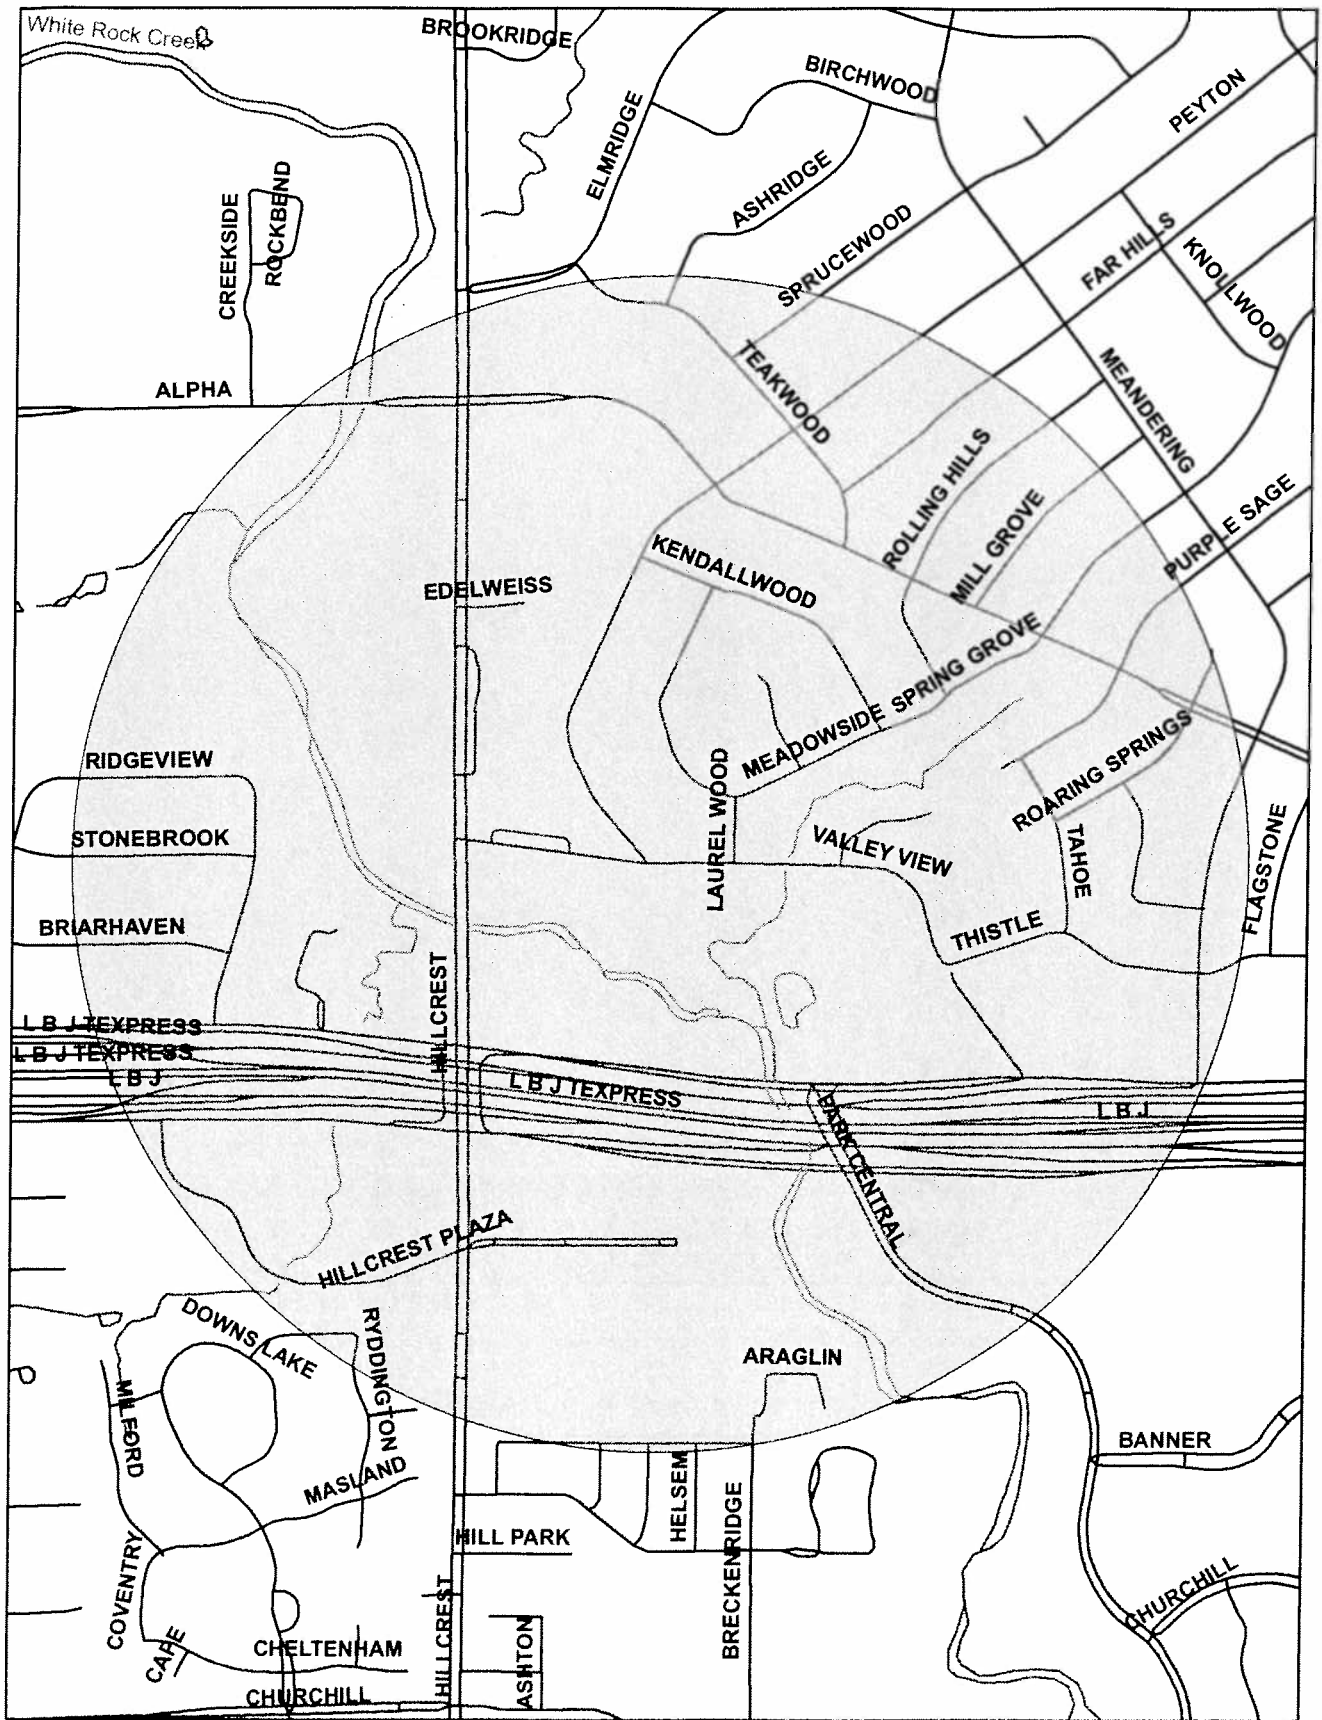 White Rock Creek
BROOKRIDGE
BIRCHWOOD
PEYTON
ELMRIDGE
ASHRIDGE
CREEKSIDE
ROCKBEND
SPRUCEWOOD
FAR HILLS
KNOLLWOOD
TEAKWOOD
MEANDERING
ALPHA
ROLLING HILLS
MILL GROVE
PURPLE SAGE
KENDALLWOOD
EDELWEISS
MEADOWSIDE
SPRING GROVE
RIDGEVIEW
ROARING SPRINGS
LAUREL WOOD
STONEBROOK
VALLEY VIEW
TAHOE
FLAGSTONE
BRIARHAVEN
THISTLE
HILLCREST
L B J TEXPRESS
L B J TEXPRESS
L B J
L B J TEXPRESS
L B J
PARK CENTRAL
HILLCREST PLAZA
DOWNS LAKE
RYDDINGTON
ARAGLIN
MILFORD
MASLAND
BANNER
HELSEM
BRECKENRIDGE
HILL PARK
COVENTRY
CAPE
CHELTENHAM
HILLCREST
ASHTON
CHURCHILL
CHURCHILL